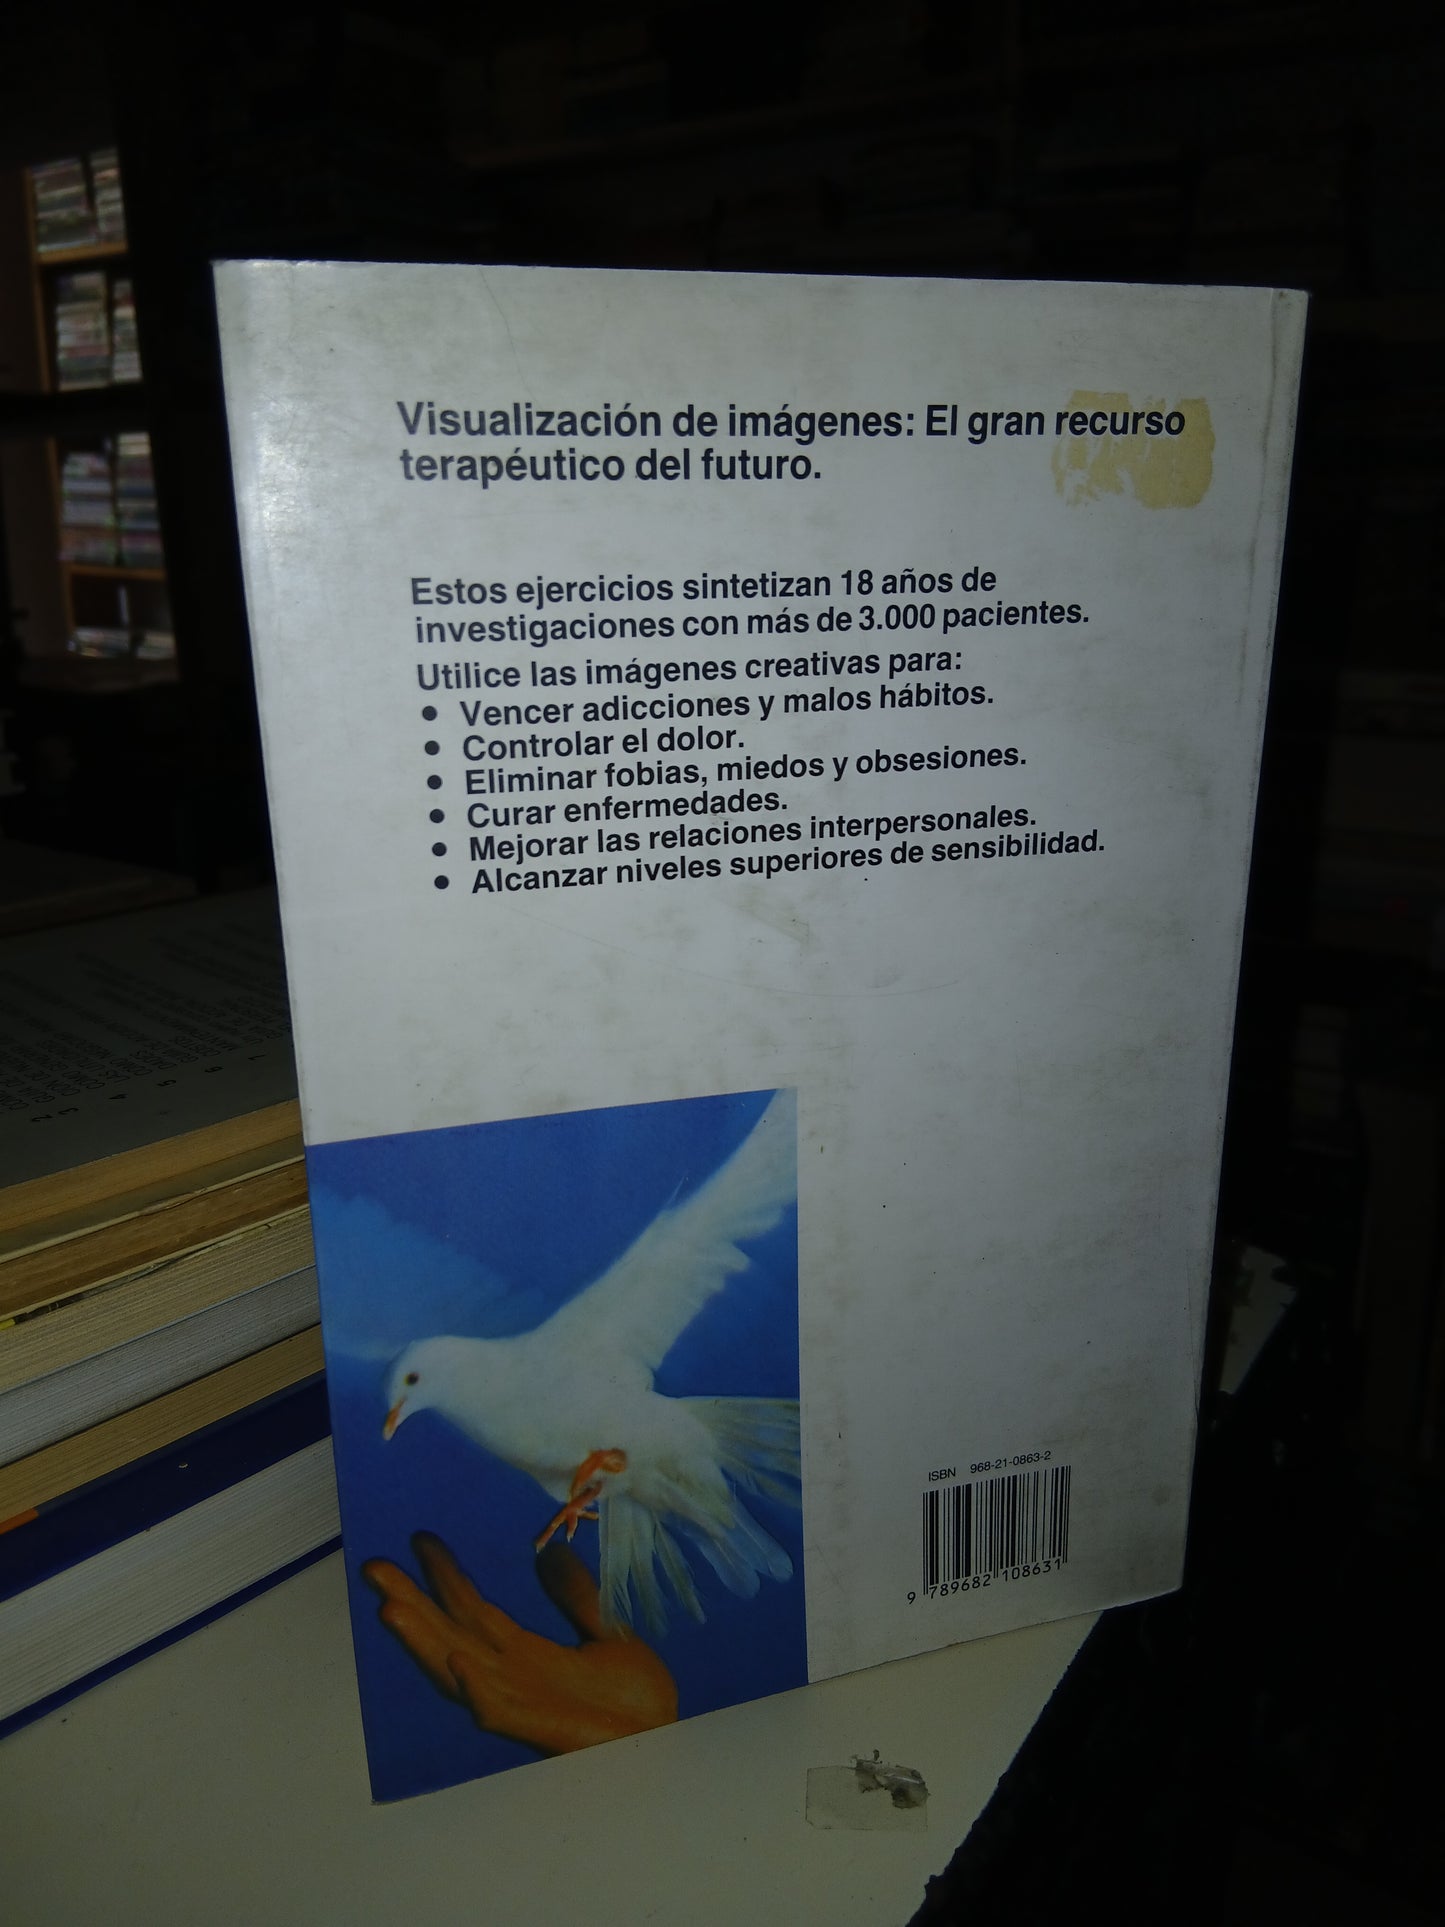 Visualización de imágenes: El gran recurso
terapéutico del futuro.
Estos ejercicios sintetizan 18 años de
investigaciones con más de 3.000 pacientes.
Utilice las imágenes creativas para:
• Vencer adicciones y malos hábitos.
• Controlar el dolor.
• Eliminar fobias, miedos y obsesiones.
• Curar enfermedades.
• Mejorar las relaciones interpersonales.
• Alcanzar niveles superiores de sensibilidad.
ISBN 968-21-0863-2
9 789682 108631